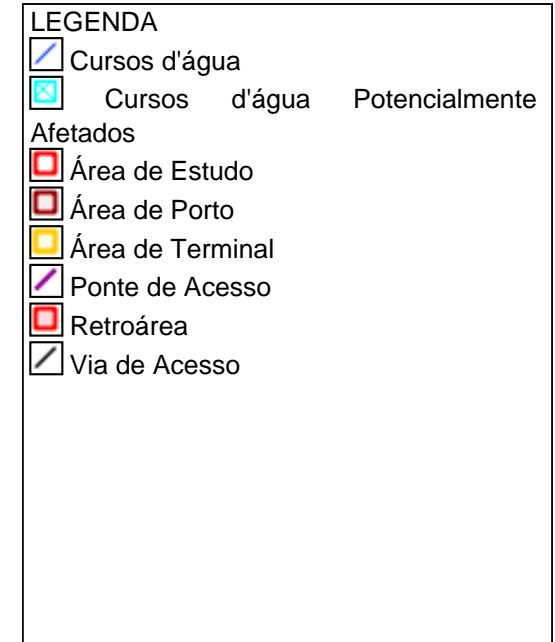 LEGENDA
Cursos d'água
Cursos d'água Potencialmente
Afetados
Área de Estudo
Área de Porto
Área de Terminal
Ponte de Acesso
Retroárea
Via de Acesso